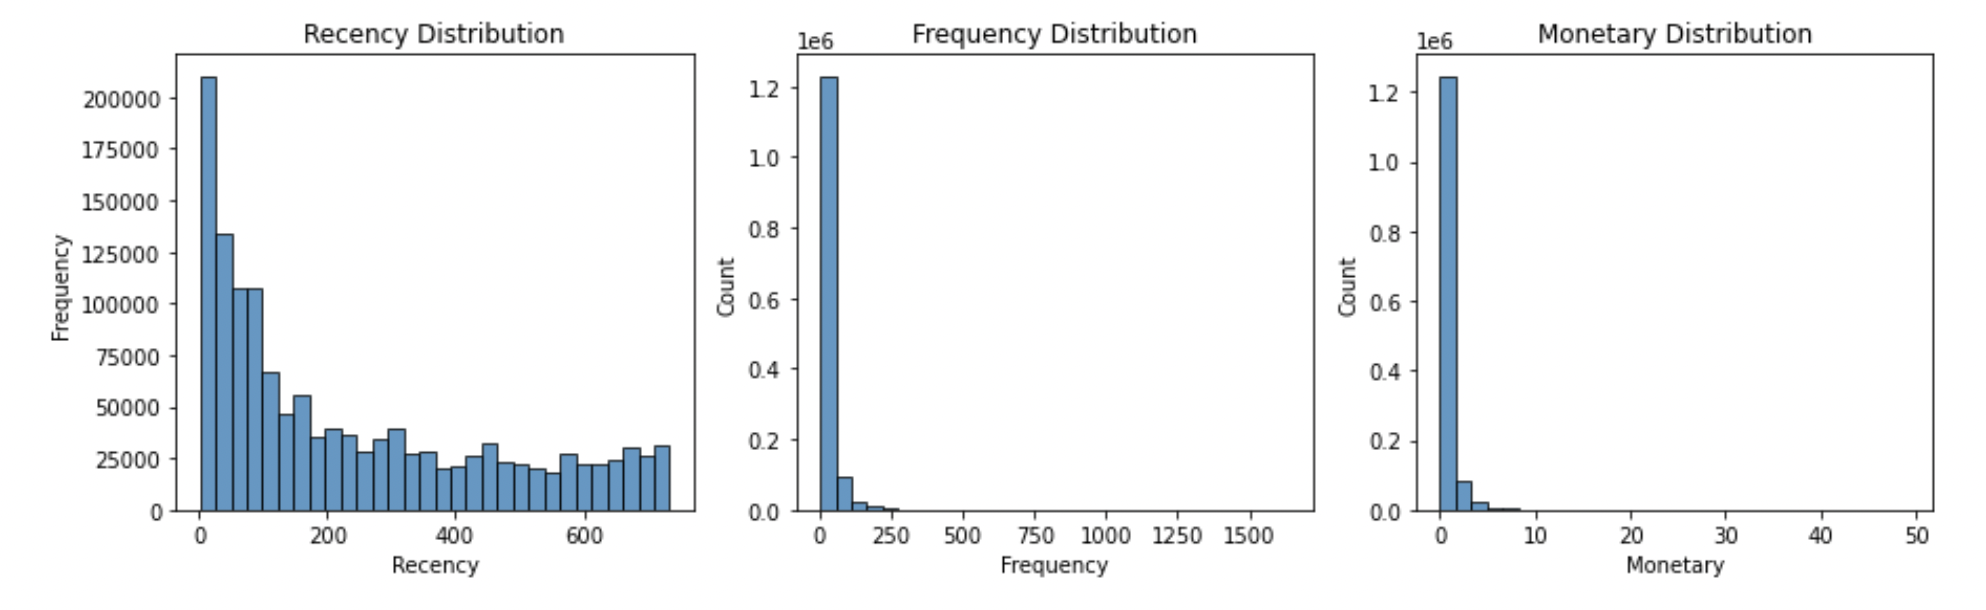 Recency Distribution
200000
175000
150000
125000
100000
75000
50000
25000
0
Frequency
0 200 400 600
Recency
1e6 Frequency Distribution
1.2
1.0
0.8
0.6
0.4
0.2
0.0
Count
0 250 500 750 1000 1250 1500
Frequency
1e6 Monetary Distribution
1.2
1.0
0.8
0.6
0.4
0.2
0.0
Count
0 10 20 30 40 50
Monetary